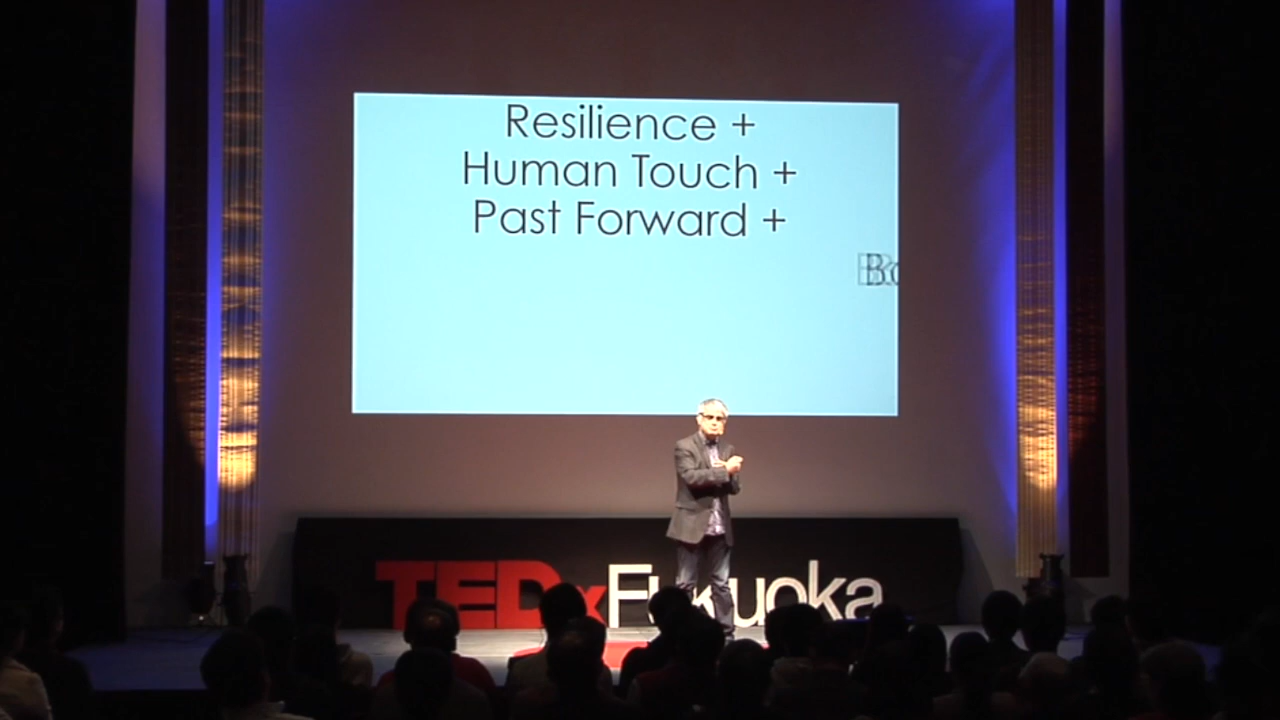 Resilience +
Human Touch +
Past Forward +
TEDxFukuoka